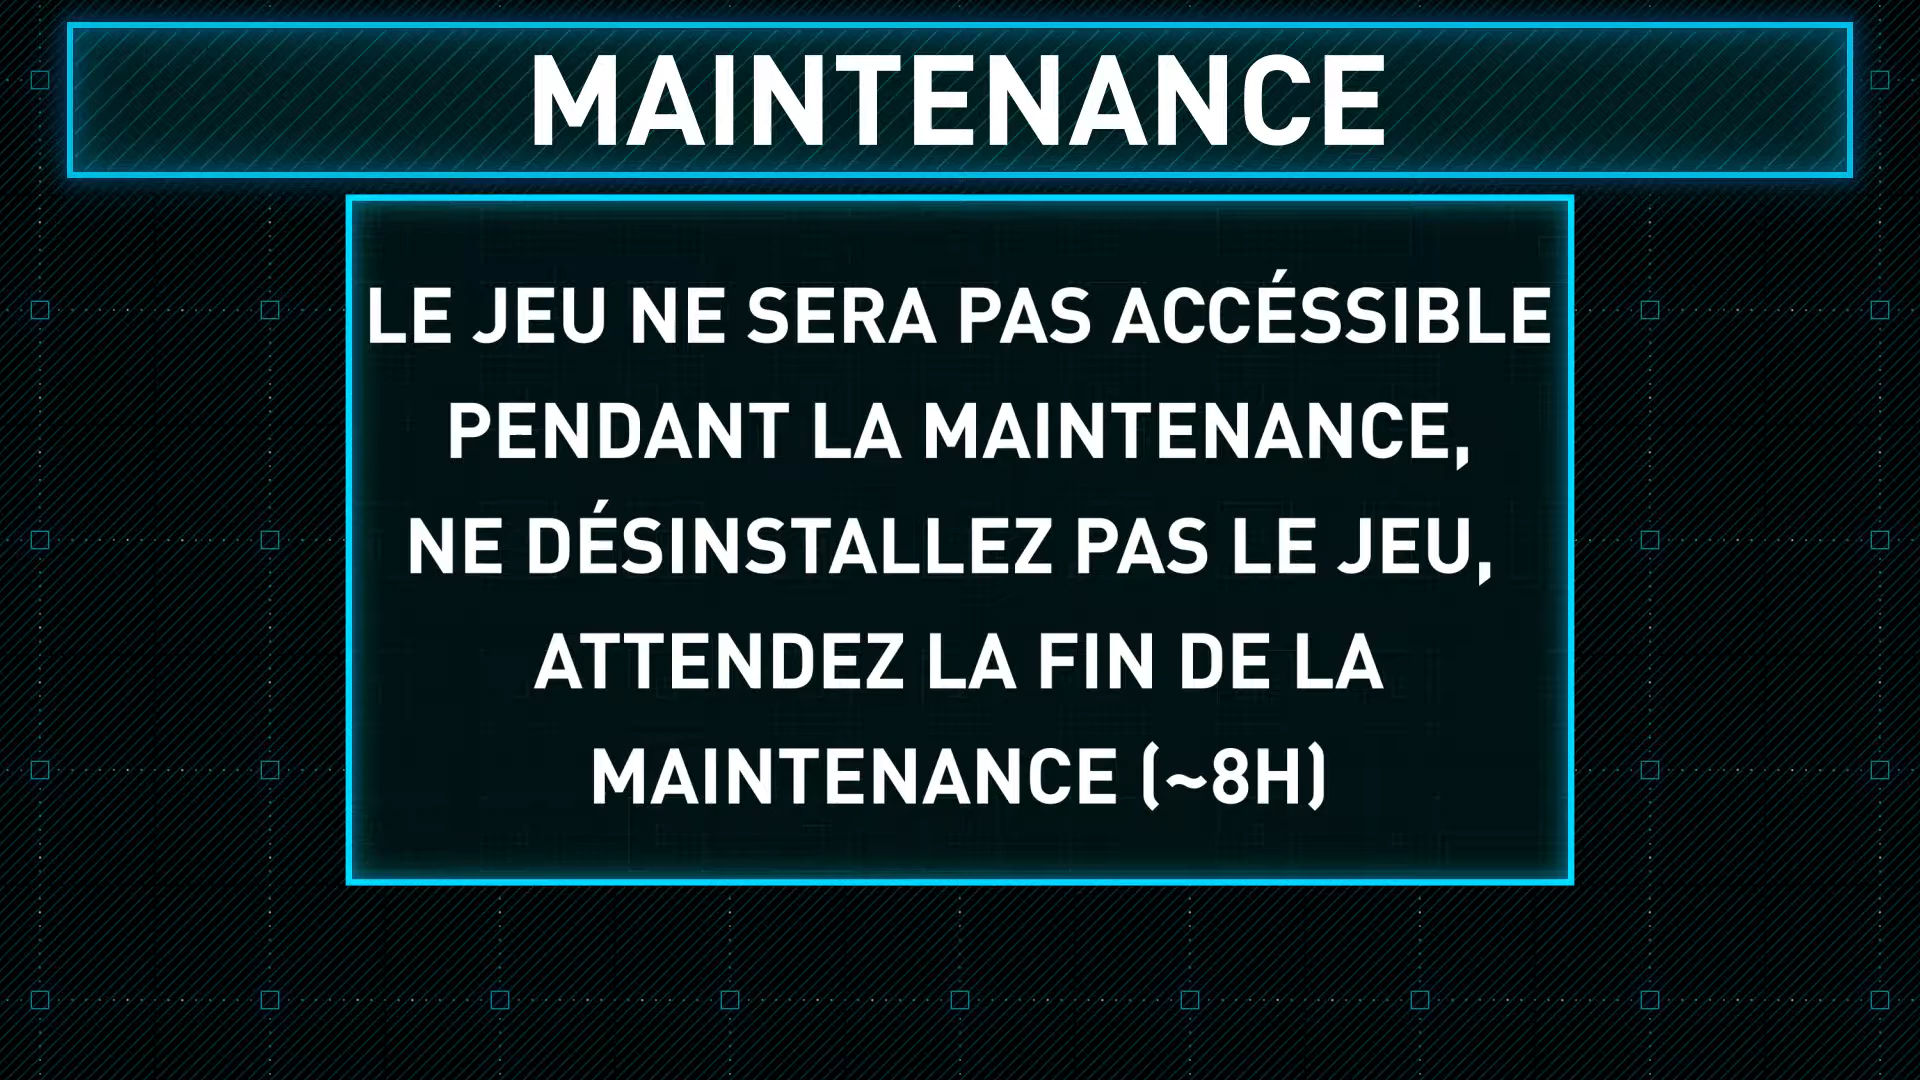 MAINTENANCE
LE JEU NE SERA PAS ACCÉSSIBLE
PENDANT LA MAINTENANCE,
NE DÉSINSTALLEZ PAS LE JEU,
ATTENDEZ LA FIN DE LA
MAINTENANCE (~8H)